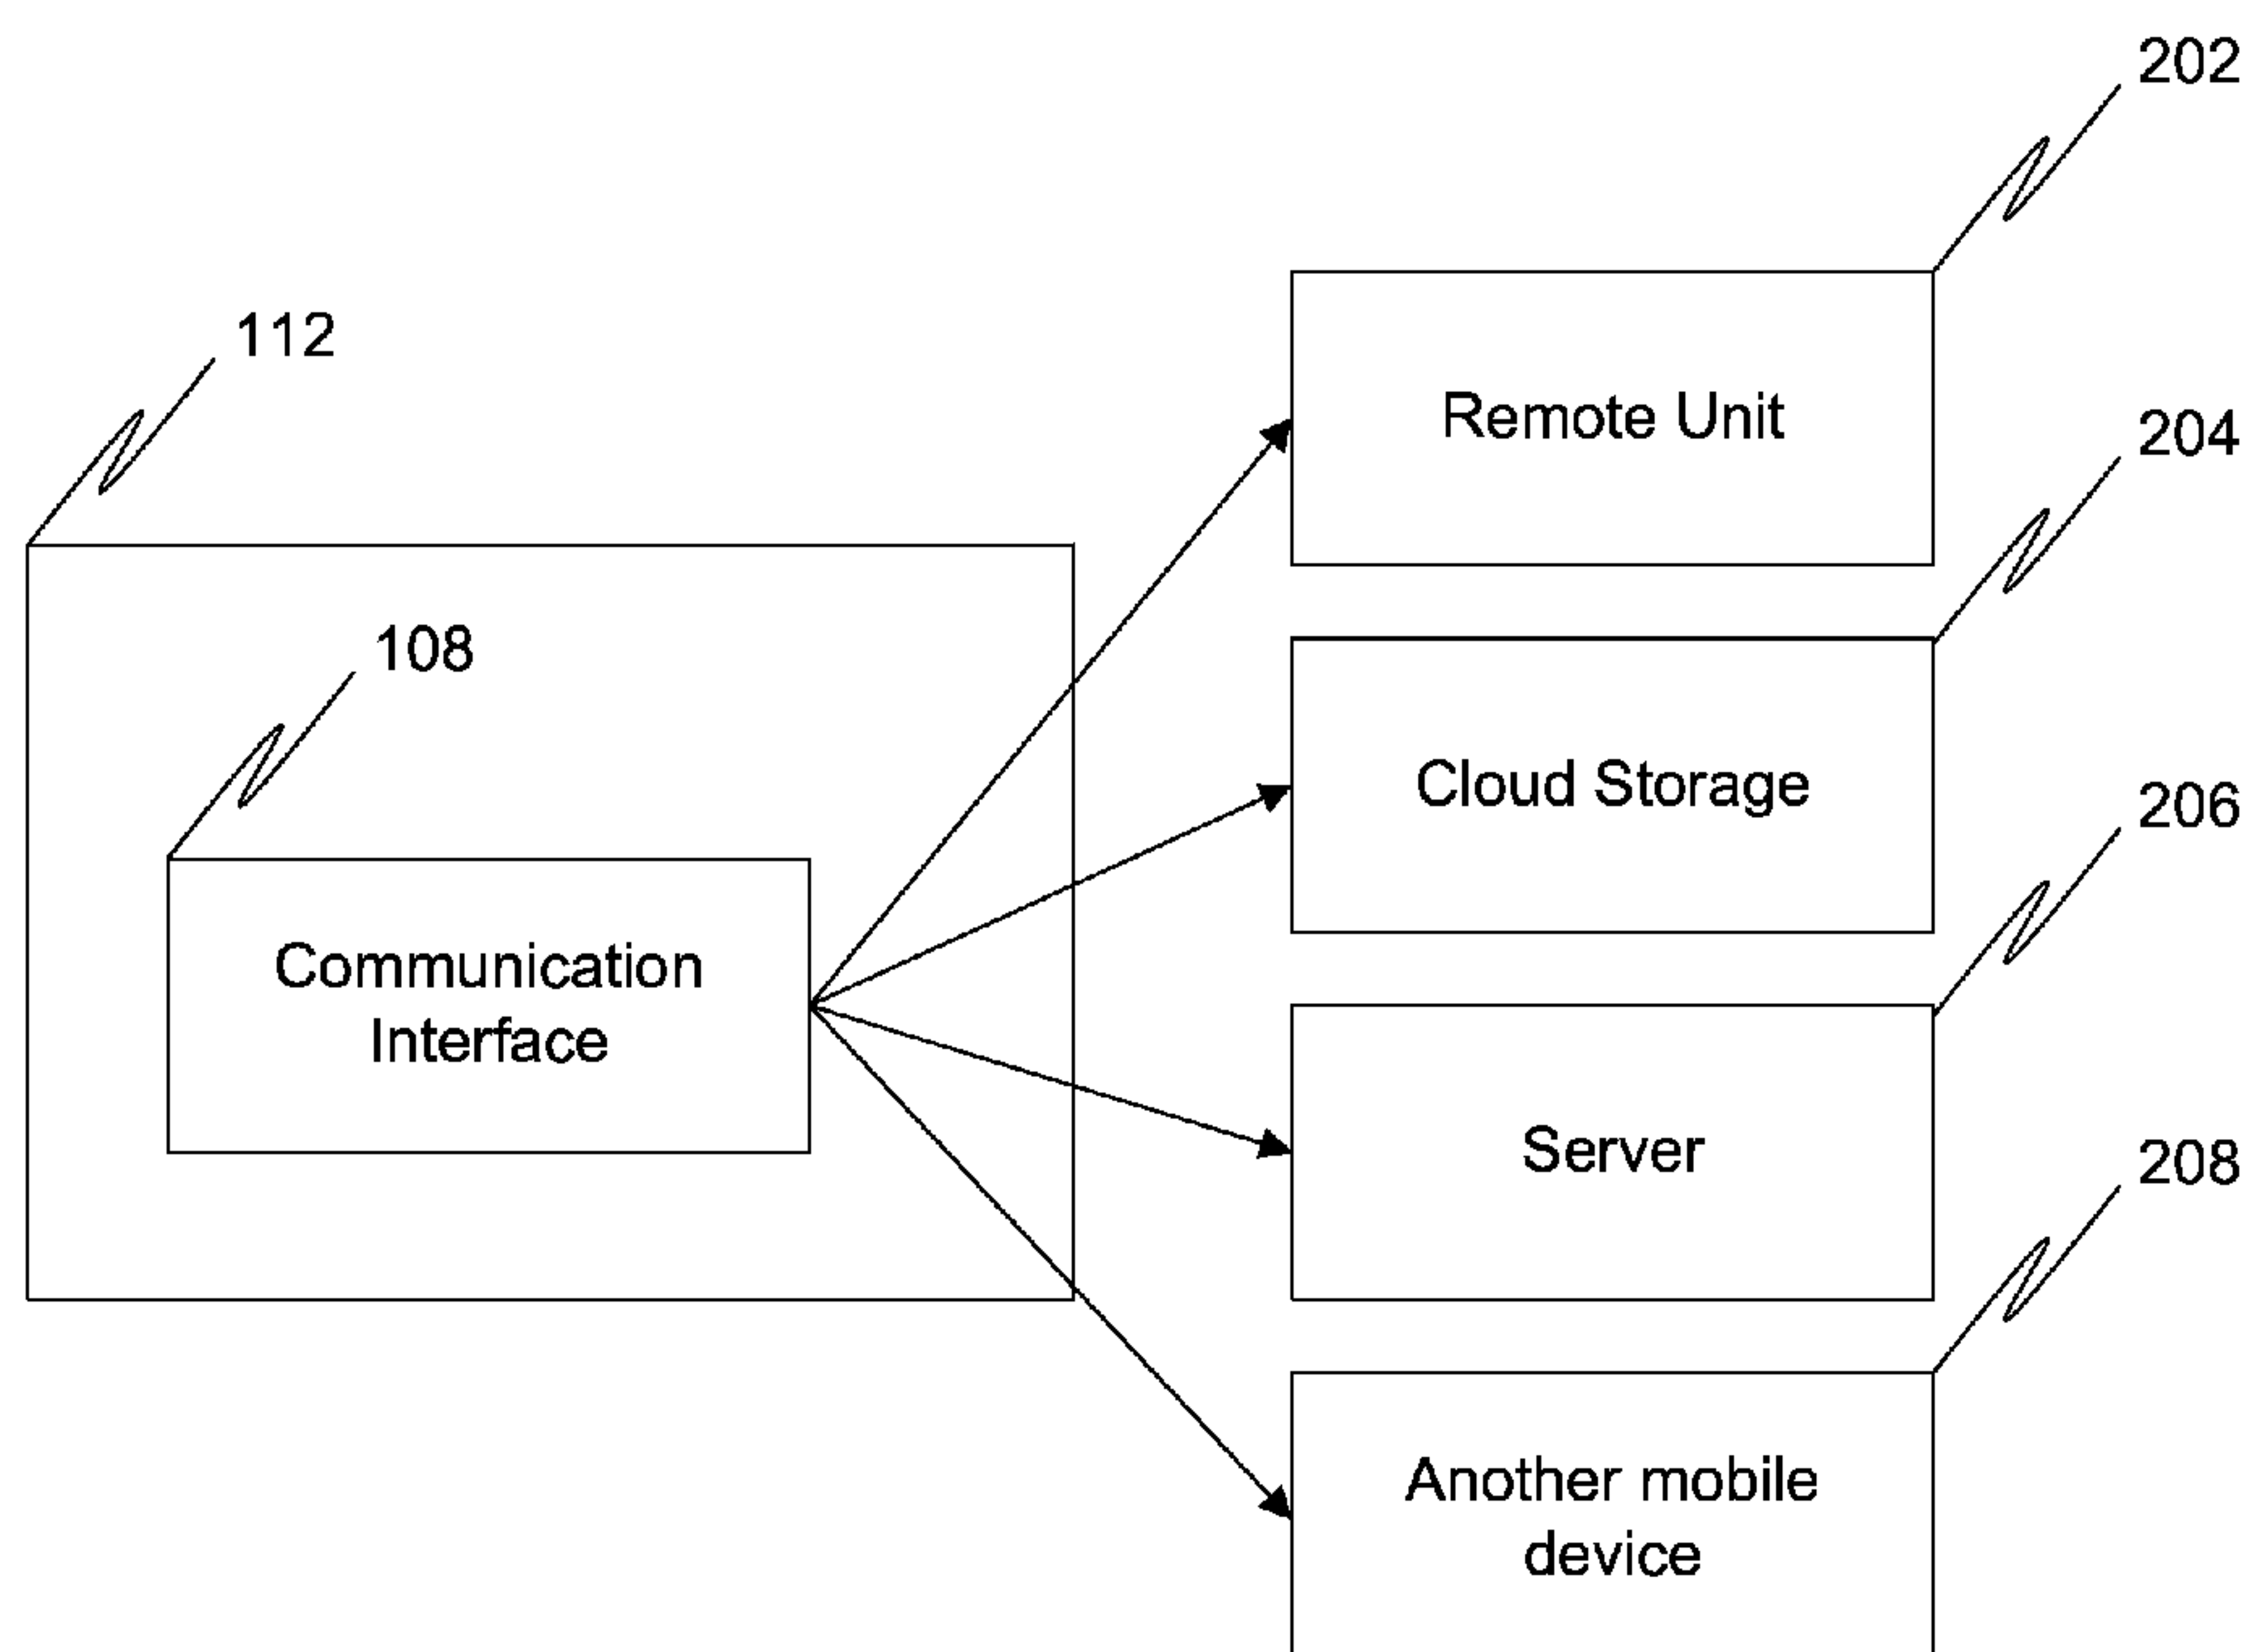 202
112
Remote Unit
204
108
Cloud Storage
206
Communication
Interface
Server
208
Another mobile
device